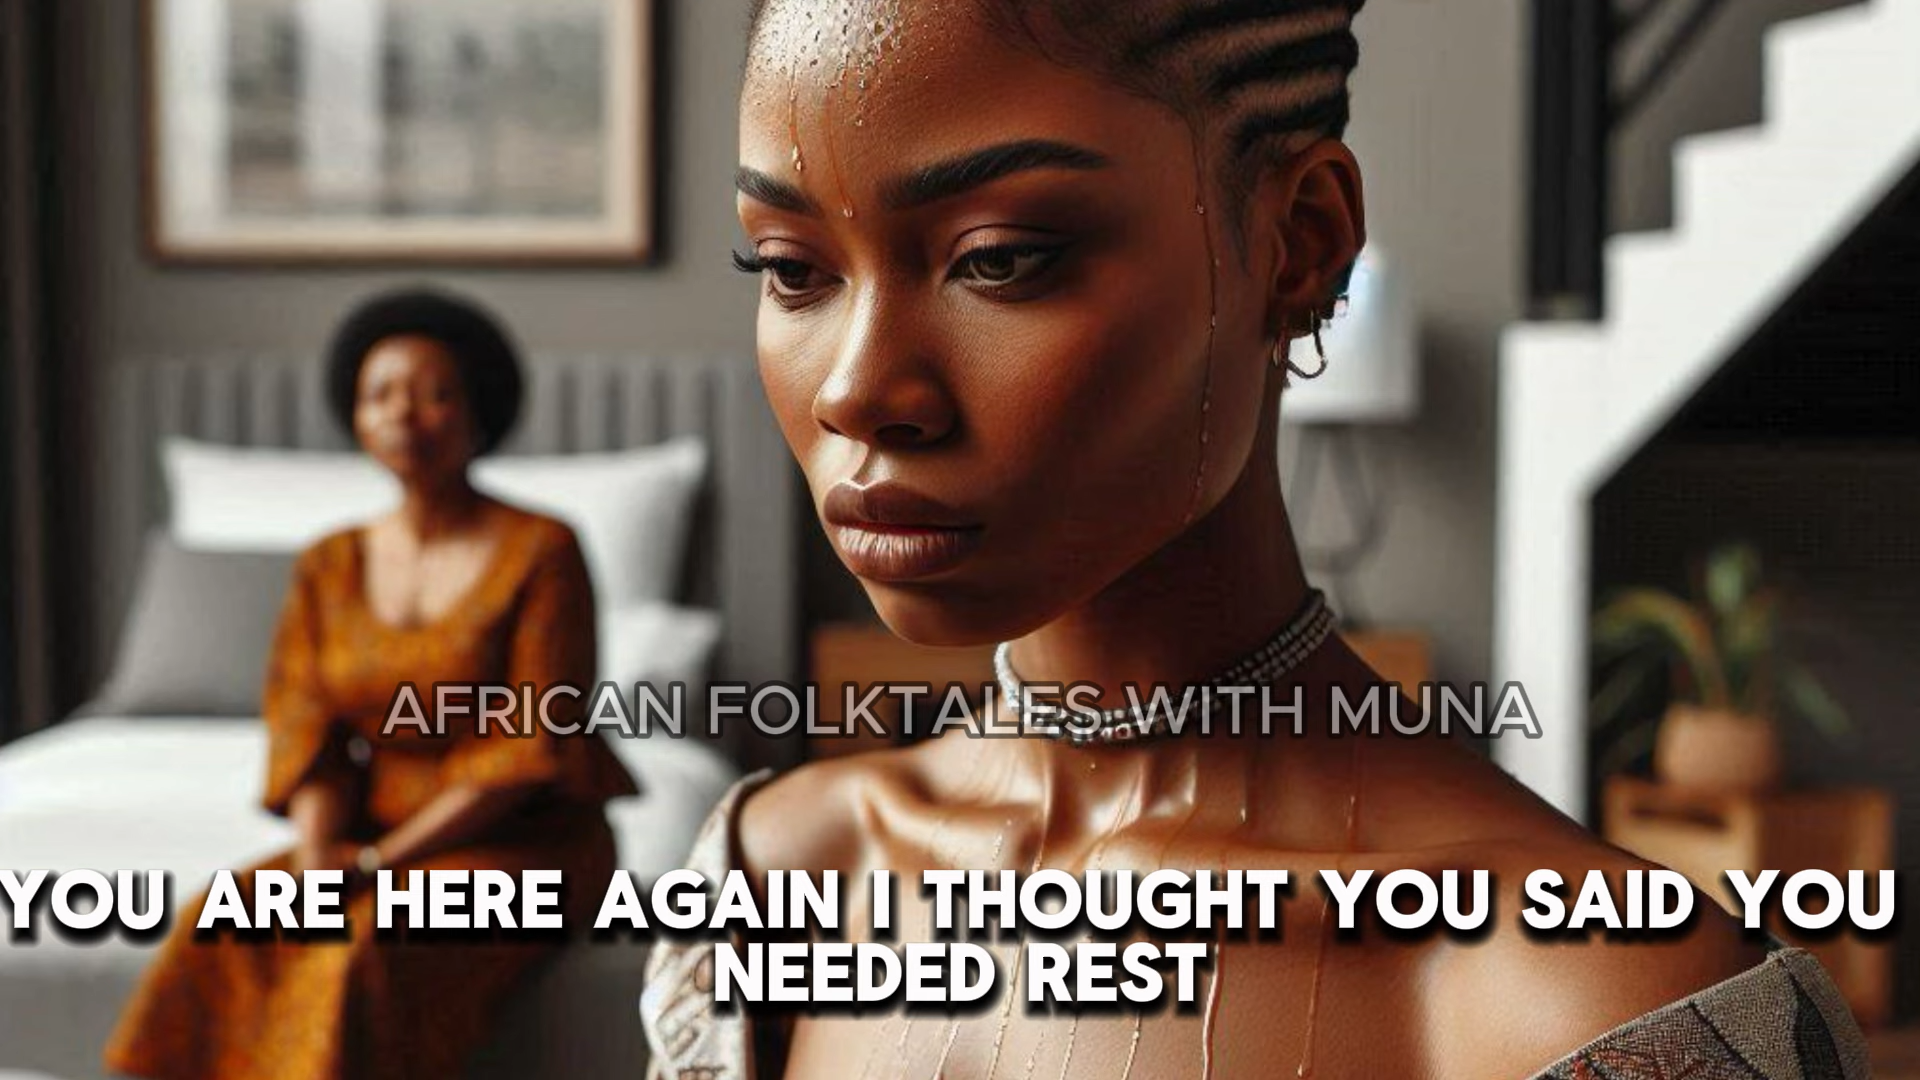 AFRICAN FOLKTALES WITH MUNA
YOU ARE HERE AGAIN I THOUGHT YOU SAID YOU
NEEDED REST